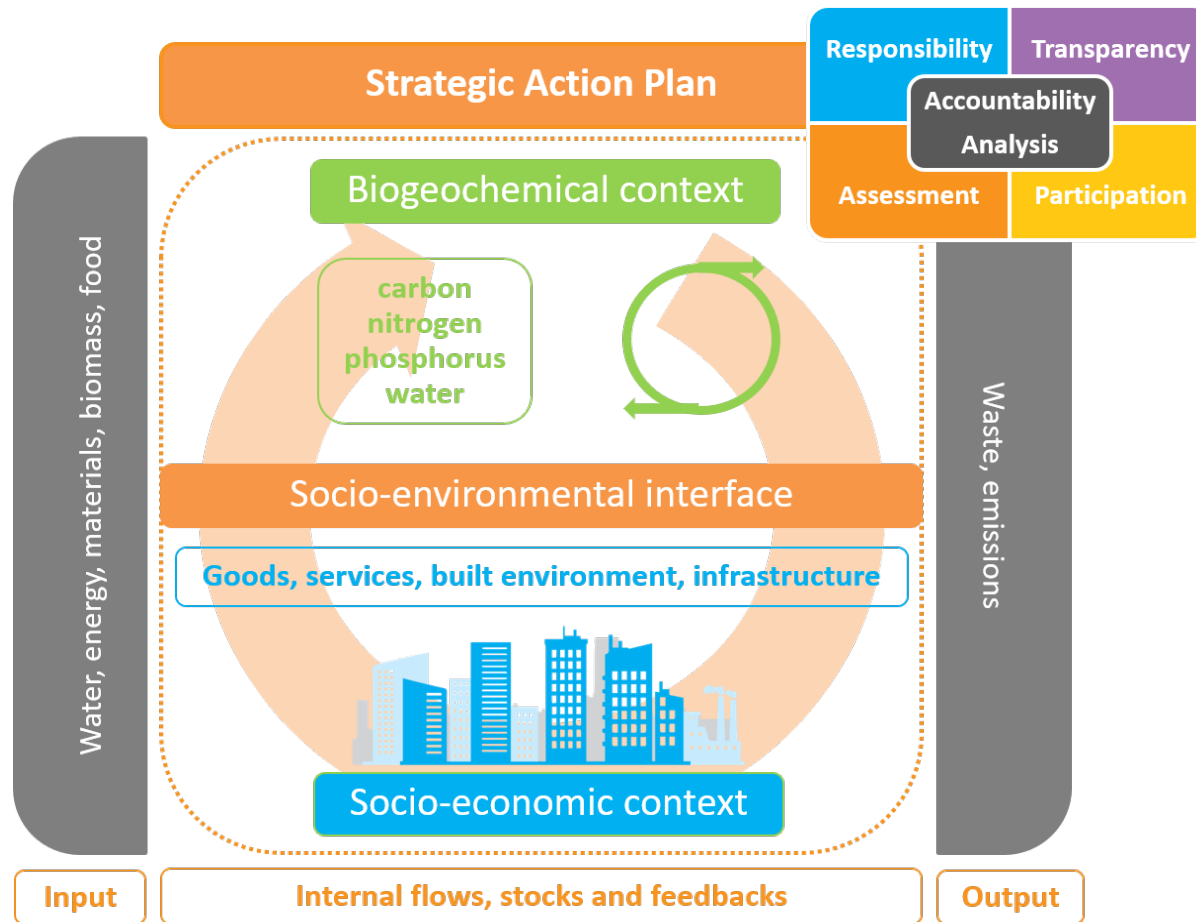 Strategic Action Plan
Responsibility
Transparency
Accountability
Analysis
Assessment
Participation
Biogeochemical context
carbon
nitrogen
phosphorus
water
Water, energy, materials, biomass, food
Socio-environmental interface
Waste, emissions
Goods, services, built environment, infrastructure
Socio-economic context
Input
Internal flows, stocks and feedbacks
Output